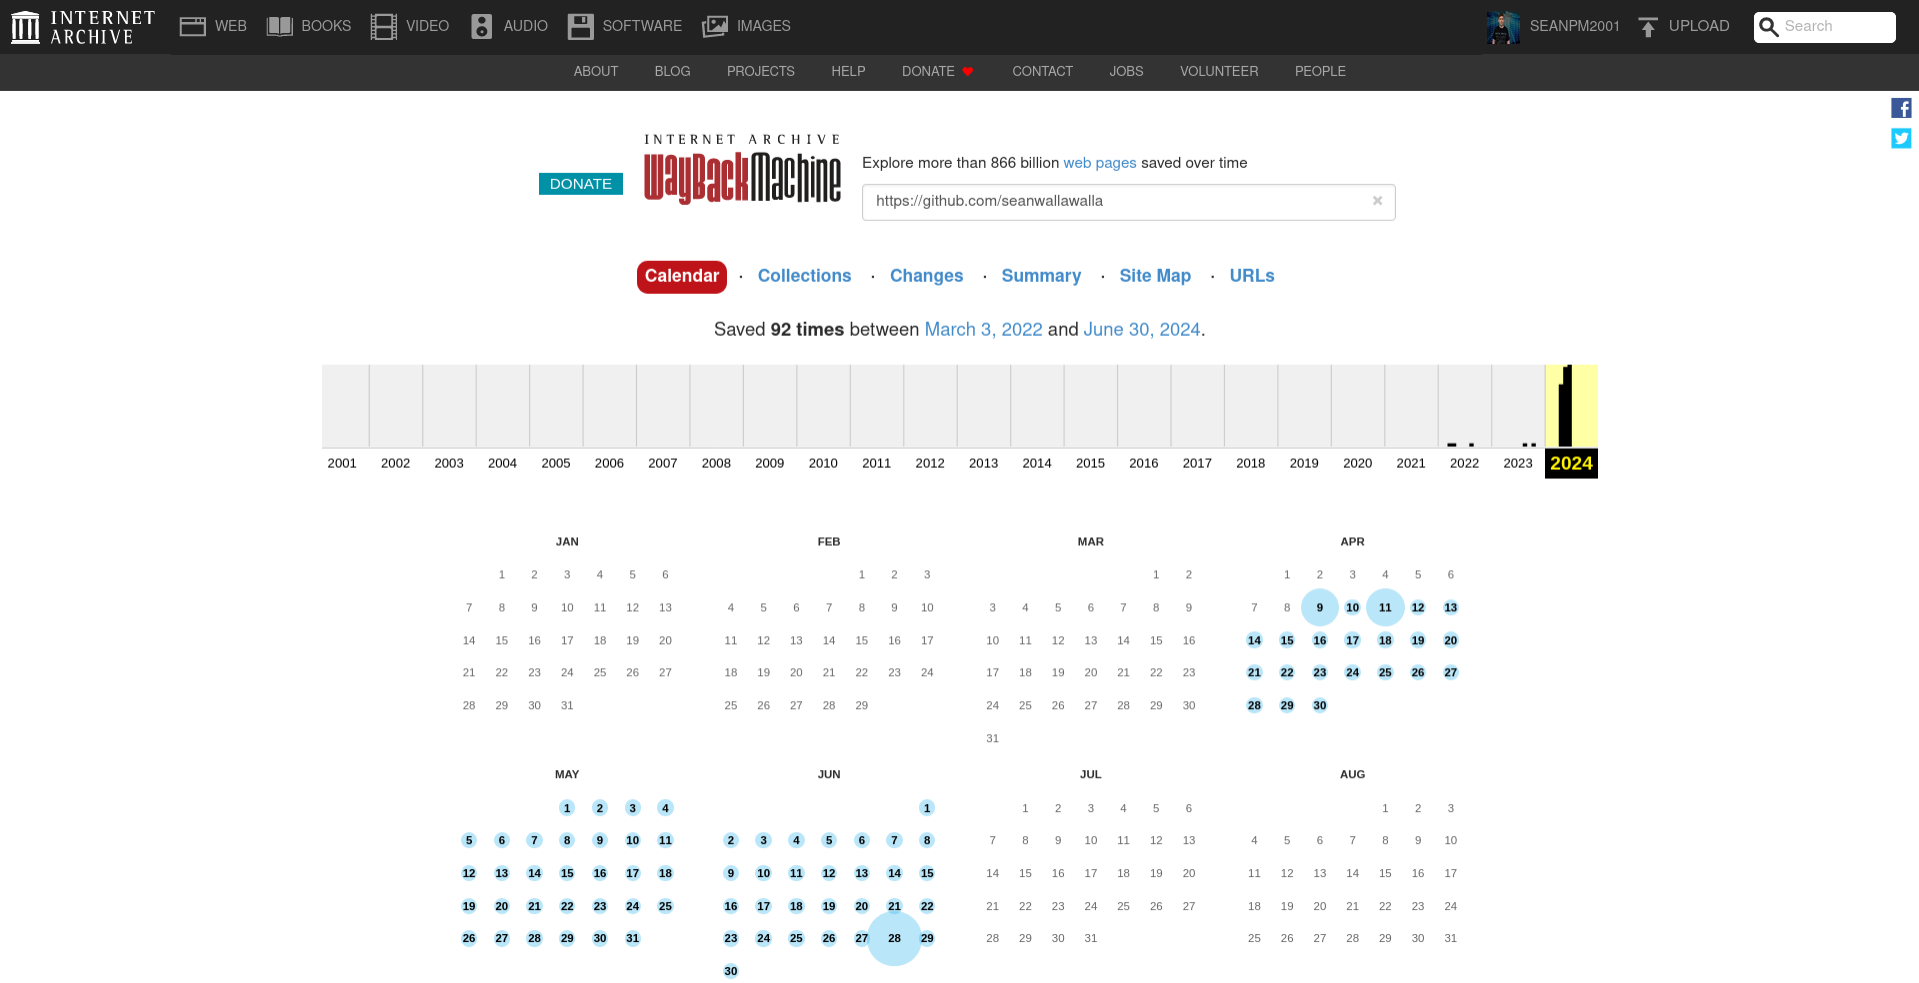 INTERNET ARCHIVE
WEB BOOKS VIDEO AUDIO SOFTWARE IMAGES SEANPM2001 UPLOAD Search
ABOUT BLOG PROJECTS HELP DONATE CONTACT JOBS VOLUNTEER PEOPLE
DONATE
INTERNET ARCHIVE
WayBackMachine
Explore more than 866 billion web pages saved over time
https://github.com/seanwallawalla ×
Calendar · Collections · Changes · Summary · Site Map · URLs
Saved 92 times between March 3, 2022 and June 30, 2024.
2001 2002 2003 2004 2005 2006 2007 2008 2009 2010 2011 2012 2013 2014 2015 2016 2017 2018 2019 2020 2021 2022 2023 2024
JAN FEB MAR APR
1 2 3 4 5 6 1 2 3 1 2 1 2 3 4 5 6
7 8 9 10 11 12 13 4 5 6 7 8 9 10 3 4 5 6 7 8 9 7 8 9 10 11 12 13
14 15 16 17 18 19 20 11 12 13 14 15 16 17 10 11 12 13 14 15 16 14 15 16 17 18 19 20
21 22 23 24 25 26 27 18 19 20 21 22 23 24 17 18 19 20 21 22 23 21 22 23 24 25 26 27
28 29 30 31 25 26 27 28 29 24 25 26 27 28 29 30 28 29 30
31
MAY JUN JUL AUG
1 2 3 4 1 1 2 3 4 5 6 1 2 3
5 6 7 8 9 10 11 2 3 4 5 6 7 8 7 8 9 10 11 12 13 4 5 6 7 8 9 10
12 13 14 15 16 17 18 9 10 11 12 13 14 15 14 15 16 17 18 19 20 11 12 13 14 15 16 17
19 20 21 22 23 24 25 16 17 18 19 20 21 22 21 22 23 24 25 26 27 18 19 20 21 22 23 24
26 27 28 29 30 31 23 24 25 26 27 28 29 28 29 30 31 25 26 27 28 29 30 31
30